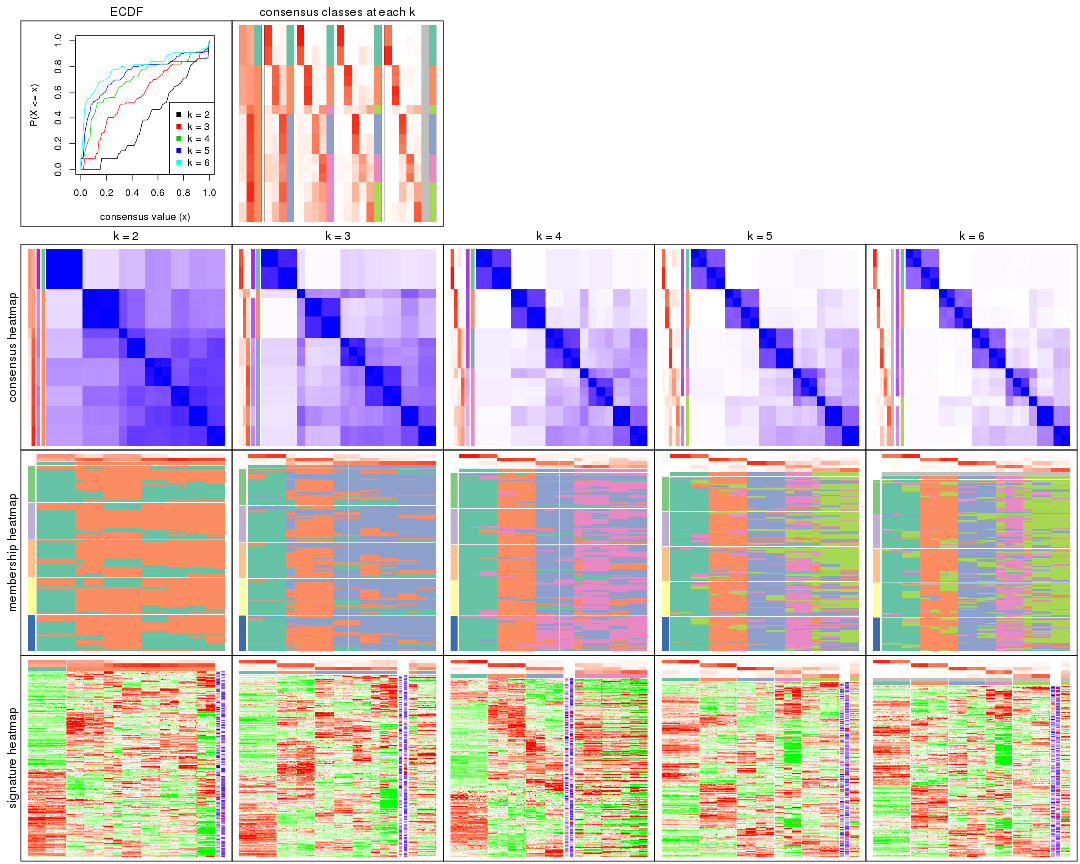 ECDF
consensus classes at each k
P(X <= x)
0.0 0.2 0.4 0.6 0.8 1.0
k = 2
k = 3
k = 4
k = 5
k = 6
0.0 0.2 0.4 0.6 0.8 1.0
consensus value (x)
k = 2 k = 3 k = 4 k = 5 k = 6
consensus heatmap
membership heatmap
signature heatmap